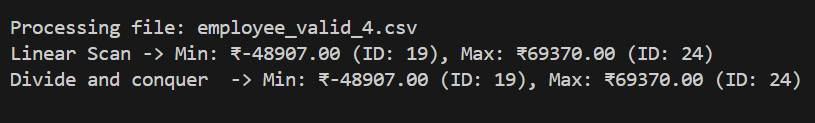 Processing file: employee_valid_4.csv
Linear Scan -> Min: ₹-48907.00 (ID: 19), Max: ₹69370.00 (ID: 24)
Divide and conquer  -> Min: ₹-48907.00 (ID: 19), Max: ₹69370.00 (ID: 24)